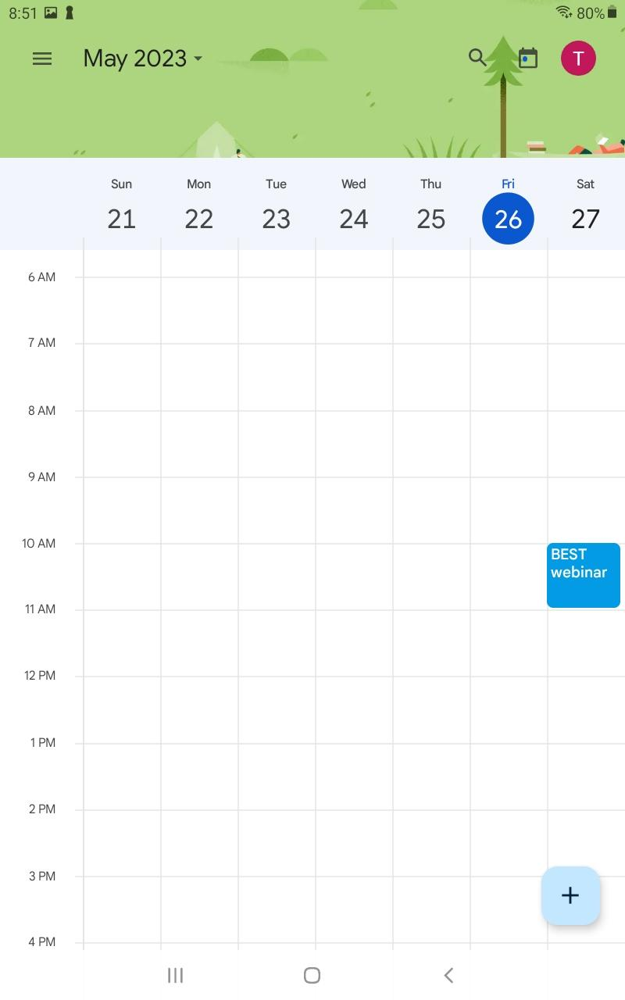 8:51
80%
May 2023
T
Sun Mon Tue Wed Thu Fri Sat
21 22 23 24 25 26 27
6 AM
7 AM
8 AM
9 AM
10 AM
BEST
webinar
11 AM
12 PM
1 PM
2 PM
3 PM
4 PM